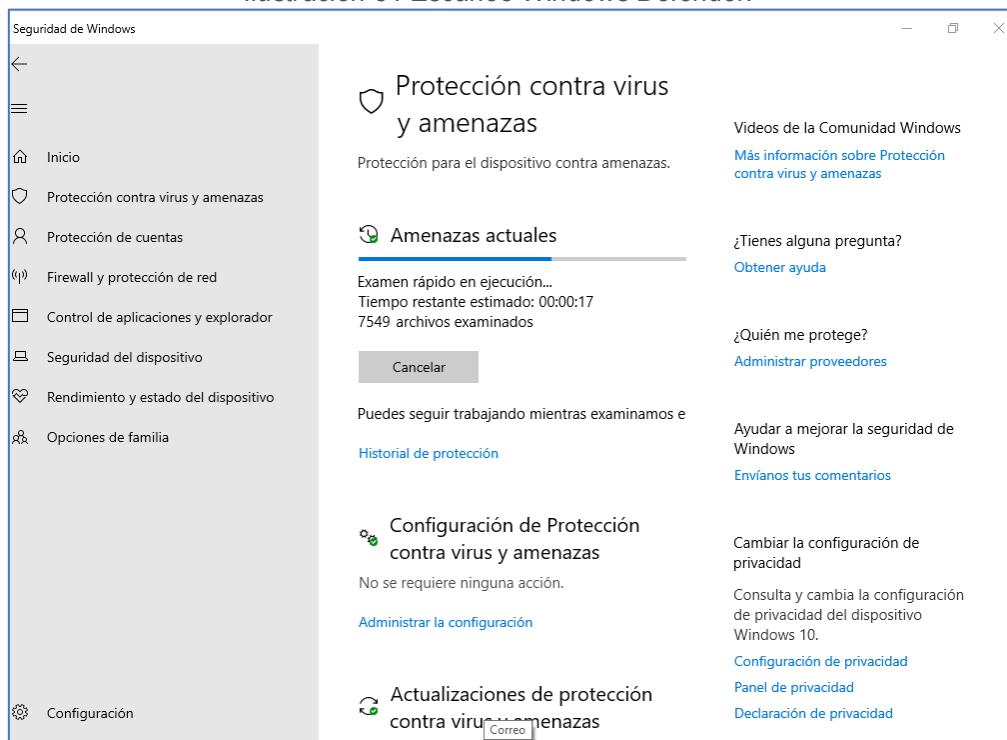 Seguridad de Windows
Inicio
Protección contra virus y amenazas
Protección de cuentas
Firewall y protección de red
Control de aplicaciones y explorador
Seguridad del dispositivo
Rendimiento y estado del dispositivo
Opciones de familia
Configuración
Protección contra virus
y amenazas
Protección para el dispositivo contra amenazas.
Amenazas actuales
Examen rápido en ejecución...
Tiempo restante estimado: 00:00:17
7549 archivos examinados
Cancelar
Puedes seguir trabajando mientras examinamos e
Historial de protección
Configuración de Protección
contra virus y amenazas
No se requiere ninguna acción.
Administrar la configuración
Actualizaciones de protección
contra virus y amenazas
Correo
Videos de la Comunidad Windows
Más información sobre Protección
contra virus y amenazas
¿Tienes alguna pregunta?
Obtener ayuda
¿Quién me protege?
Administrar proveedores
Ayudar a mejorar la seguridad de
Windows
Envíanos tus comentarios
Cambiar la configuración de
privacidad
Consulta y cambia la configuración
de privacidad del dispositivo
Windows 10.
Configuración de privacidad
Panel de privacidad
Declaración de privacidad